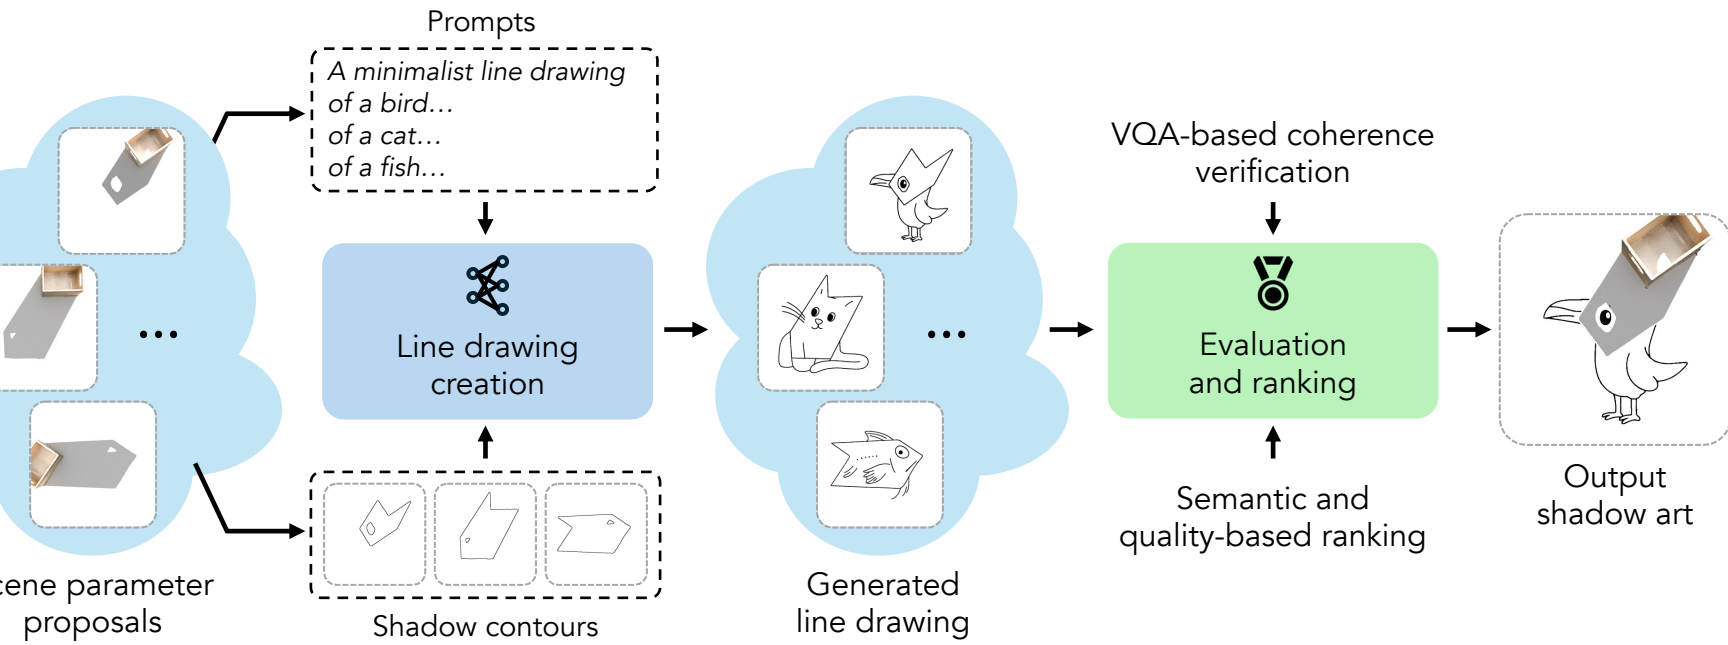 Prompts
A minimalist line drawing
of a bird...
of a cat...
of a fish...
VQA-based coherence
verification
...
Line drawing
creation
...
Evaluation
and ranking
Semantic and
quality-based ranking
Output
shadow art
cene parameter
proposals
Shadow contours
Generated
line drawing